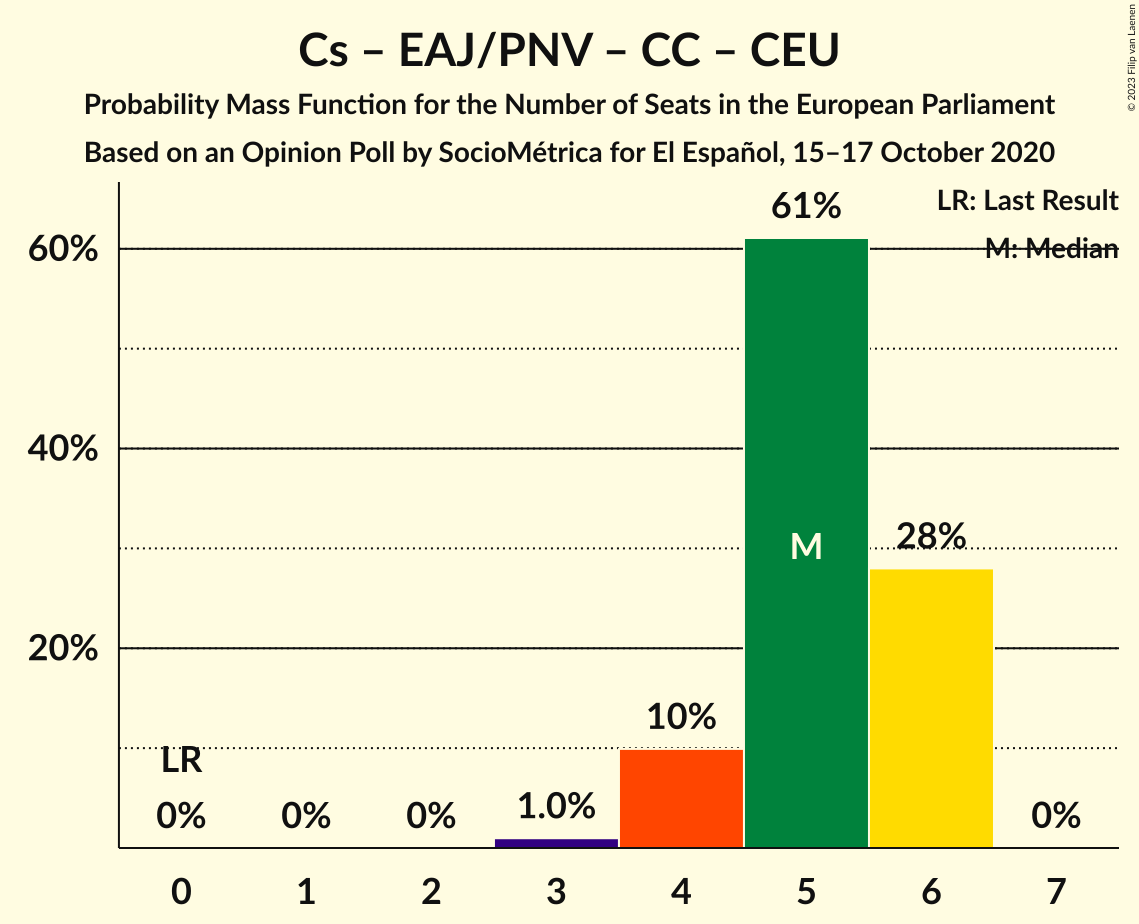 Cs – EAJ/PNV – CC – CEU
Probability Mass Function for the Number of Seats in the European Parliament
Based on an Opinion Poll by SocioMétrica for El Español, 15–17 October 2020
© 2023 Filip van Laenen
LR: Last Result
M: Median
60%
40%
20%
61%
M
28%
10%
LR
0%
0%
0%
1.0%
0%
0 1 2 3 4 5 6 7